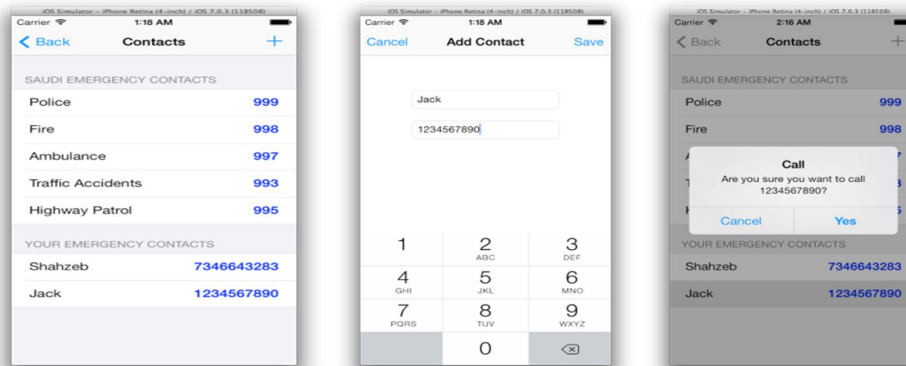 iOS Simulator - iPhone Retina (4-inch) / iOS 7.0.3 (11B508)
Carrier 1:18 AM
Back Contacts +
SAUDI EMERGENCY CONTACTS
Police 999
Fire 998
Ambulance 997
Traffic Accidents 993
Highway Patrol 995
YOUR EMERGENCY CONTACTS
Shahzeb 7346643283
Jack 1234567890
iOS Simulator - iPhone Retina (4-inch) / iOS 7.0.3 (11B508)
Carrier 1:18 AM
Cancel Add Contact Save
Jack
1234567890
1 2 3
ABC DEF
4 5 6
GHI JKL MNO
7 8 9
PQRS TUV WXYZ
0
iOS Simulator - iPhone Retina (4-inch) / iOS 7.0.3 (11B508)
Carrier 2:16 AM
Back Contacts +
SAUDI EMERGENCY CONTACTS
Police 999
Fire 998
Call
Are you sure you want to call
1234567890?
Cancel Yes
YOUR EMERGENCY CONTACTS
Shahzeb 7346643283
Jack 1234567890